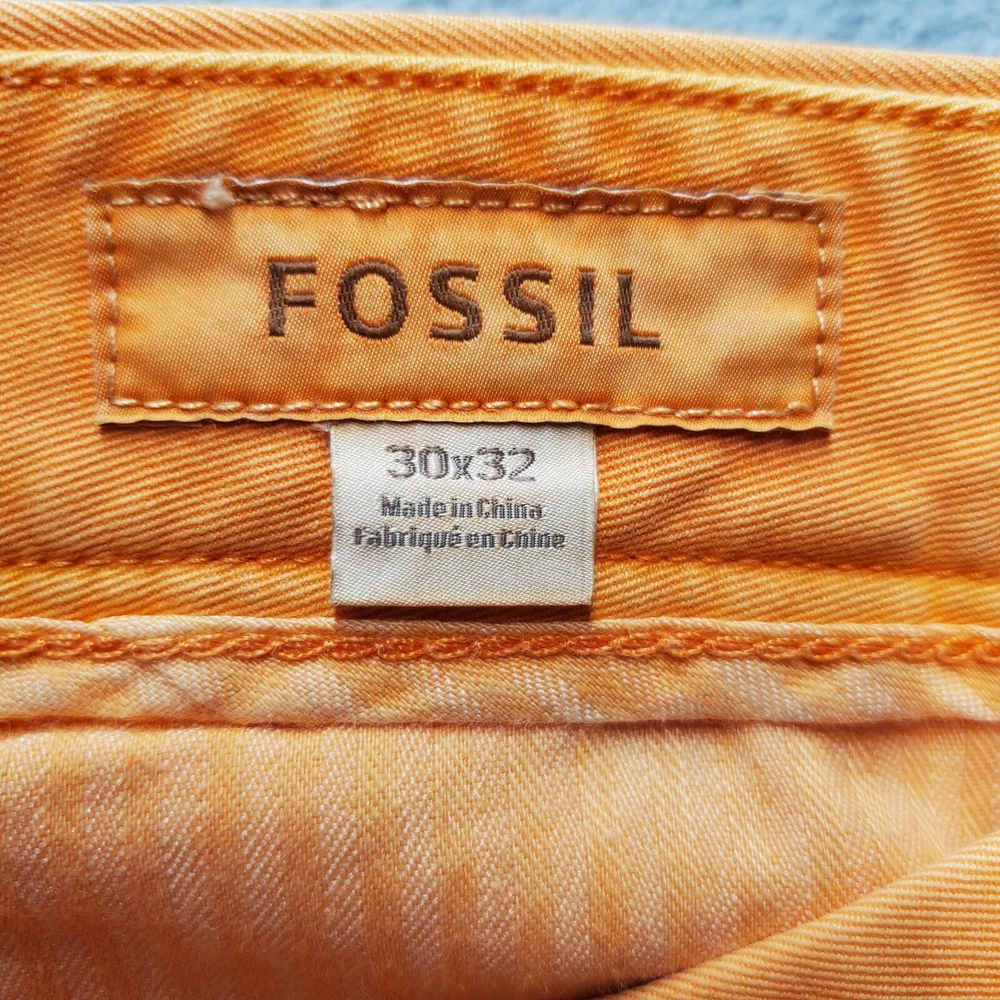 FOSSIL
30x32
Made in China
Fabriqué en Chine